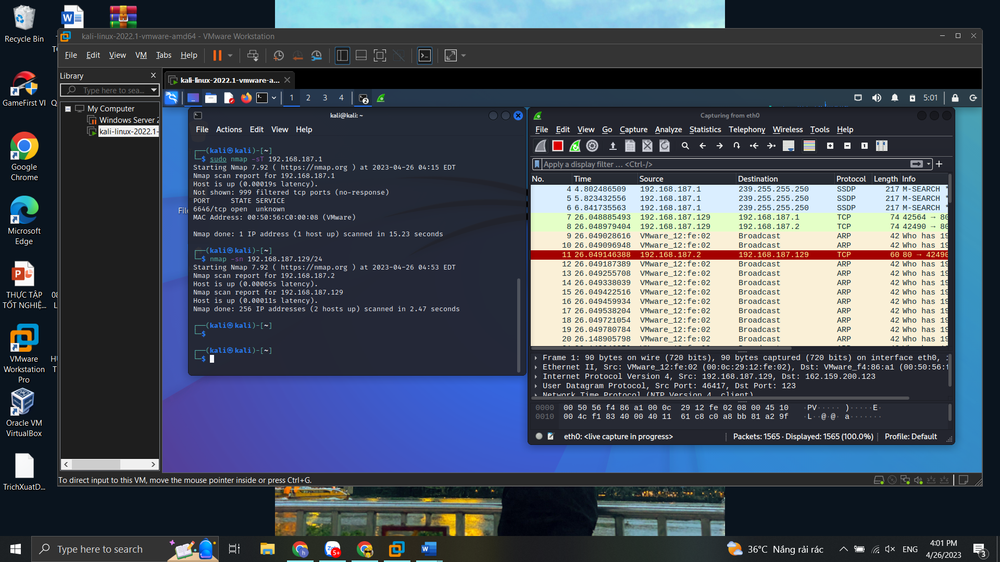 Recycle Bin
GameFirst VI
Google
Chrome
Microsoft
Edge
THỰC TẬP
TỐT NGHIỆ...
VMware
Workstation
Pro
Oracle VM
VirtualBox
TrichXuatD...
kali-linux-2022.1-vmware-amd64 - VMware Workstation
File Edit View VM Tabs Help
Library
Type here to sea...
My Computer
Windows Server 2
kali-linux-2022.1-
kali-linux-2022.1-vmware-a...
1 2 3 4
5:01
kali@kali: ~
File Actions Edit View Help
┌──(kali㉿kali)-[~]
└─$ sudo nmap -sT 192.168.187.1
Starting Nmap 7.92 ( https://nmap.org ) at 2023-04-26 04:15 EDT
Nmap scan report for 192.168.187.1
Host is up (0.00019s latency).
Not shown: 999 filtered tcp ports (no-response)
PORT STATE SERVICE
6646/tcp open unknown
MAC Address: 00:50:56:C0:00:08 (VMware)
Nmap done: 1 IP address (1 host up) scanned in 15.23 seconds
┌──(kali㉿kali)-[~]
└─$ nmap -sn 192.168.187.129/24
Starting Nmap 7.92 ( https://nmap.org ) at 2023-04-26 04:53 EDT
Nmap scan report for 192.168.187.2
Host is up (0.00065s latency).
Nmap scan report for 192.168.187.129
Host is up (0.00011s latency).
Nmap done: 256 IP addresses (2 hosts up) scanned in 2.47 seconds
┌──(kali㉿kali)-[~]
└─$
┌──(kali㉿kali)-[~]
└─$
Capturing from eth0
File Edit View Go Capture Analyze Statistics Telephony Wireless Tools Help
Apply a display filter ... <Ctrl-/>
No. Time Source Destination Protocol Length Info
4 4.802486509 192.168.187.1 239.255.255.250 SSDP 217 M-SEARCH *
5 5.823432556 192.168.187.1 239.255.255.250 SSDP 217 M-SEARCH *
6 6.841735563 192.168.187.1 239.255.255.250 SSDP 217 M-SEARCH *
7 26.048885493 192.168.187.129 192.168.187.1 TCP 74 42564 → 80
8 26.048979404 192.168.187.129 192.168.187.2 TCP 74 42490 → 80
9 26.049028616 VMware_12:fe:02 Broadcast ARP 42 Who has 19
10 26.049096948 VMware_12:fe:02 Broadcast ARP 42 Who has 19
11 26.049146388 192.168.187.2 192.168.187.129 TCP 60 80 → 42490
12 26.049187389 VMware_12:fe:02 Broadcast ARP 42 Who has 19
13 26.049255708 VMware_12:fe:02 Broadcast ARP 42 Who has 19
14 26.049338039 VMware_12:fe:02 Broadcast ARP 42 Who has 19
15 26.049422516 VMware_12:fe:02 Broadcast ARP 42 Who has 19
16 26.049459934 VMware_12:fe:02 Broadcast ARP 42 Who has 19
17 26.049538204 VMware_12:fe:02 Broadcast ARP 42 Who has 19
18 26.049721054 VMware_12:fe:02 Broadcast ARP 42 Who has 19
19 26.049780784 VMware_12:fe:02 Broadcast ARP 42 Who has 19
20 26.148905798 VMware_12:fe:02 Broadcast ARP 42 Who has 19
Frame 1: 90 bytes on wire (720 bits), 90 bytes captured (720 bits) on interface eth0, i
Ethernet II, Src: VMware_12:fe:02 (00:0c:29:12:fe:02), Dst: VMware_f4:86:a1 (00:50:56:f
Internet Protocol Version 4, Src: 192.168.187.129, Dst: 162.159.200.123
User Datagram Protocol, Src Port: 46417, Dst Port: 123
Network Time Protocol (NTP Version 4, client)
0000 00 50 56 f4 86 a1 00 0c 29 12 fe 02 08 00 45 10 ·PV····· )·····E·
0010 00 4c f1 83 40 00 40 11 61 c8 c0 a8 bb 81 a2 9f ·L··@·@· a·······
eth0: <live capture in progress>
Packets: 1565 · Displayed: 1565 (100.0%)
Profile: Default
To direct input to this VM, move the mouse pointer inside or press Ctrl+G.
Type here to search
5+
36°C Nắng rải rác
ENG
4:01 PM
4/26/2023
3